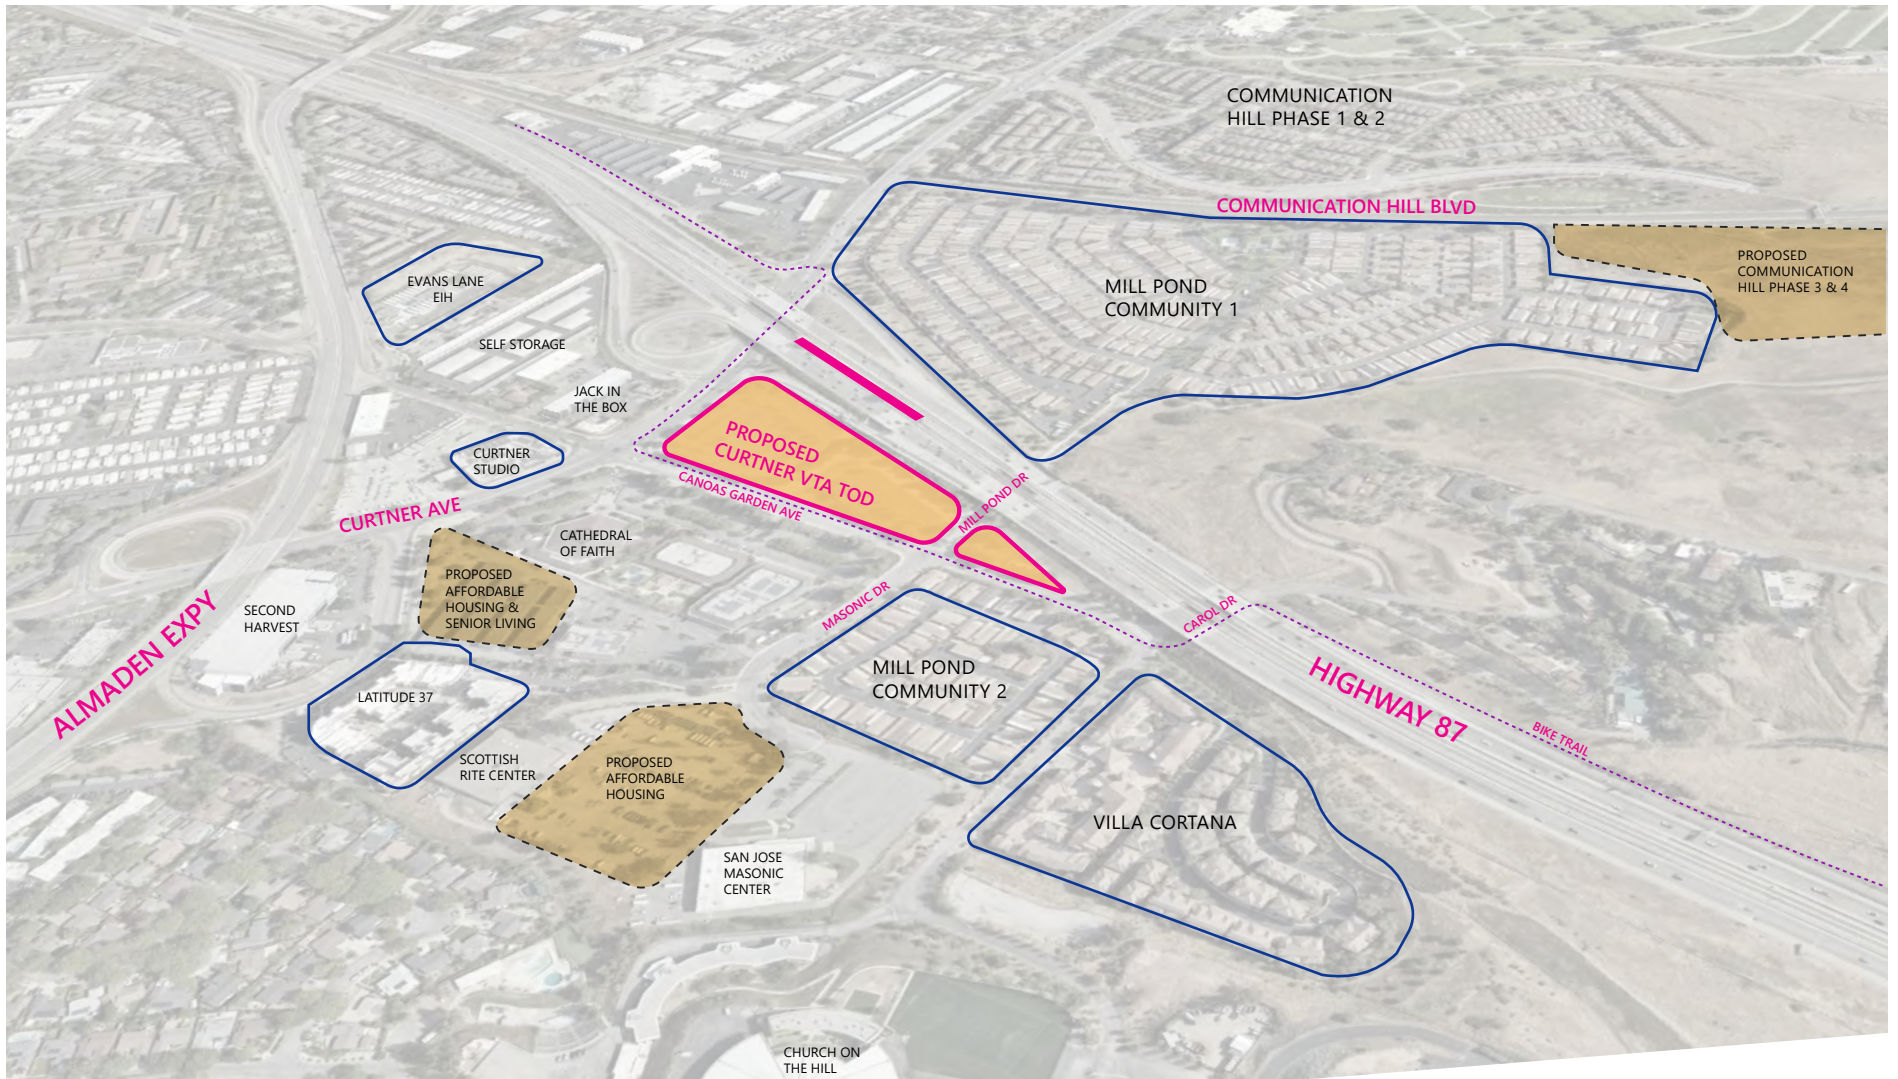 COMMUNICATION
HILL PHASE 1 & 2
COMMUNICATION HILL BLVD
PROPOSED
COMMUNICATION
HILL PHASE 3 & 4
MILL POND
COMMUNITY 1
EVANS LANE
EIH
SELF STORAGE
JACK IN
THE BOX
PROPOSED
CURTNER VTA TOD
CURTNER
STUDIO
CANOAS GARDEN AVE
MILL POND DR
CURTNER AVE
CATHEDRAL
OF FAITH
PROPOSED
AFFORDABLE
HOUSING &
SENIOR LIVING
SECOND
HARVEST
ALMADEN EXPY
MASONIC DR
CAROL DR
MILL POND
COMMUNITY 2
HIGHWAY 87
BIKE TRAIL
LATITUDE 37
SCOTTISH
RITE CENTER
PROPOSED
AFFORDABLE
HOUSING
VILLA CORTANA
SAN JOSE
MASONIC
CENTER
CHURCH ON
THE HILL